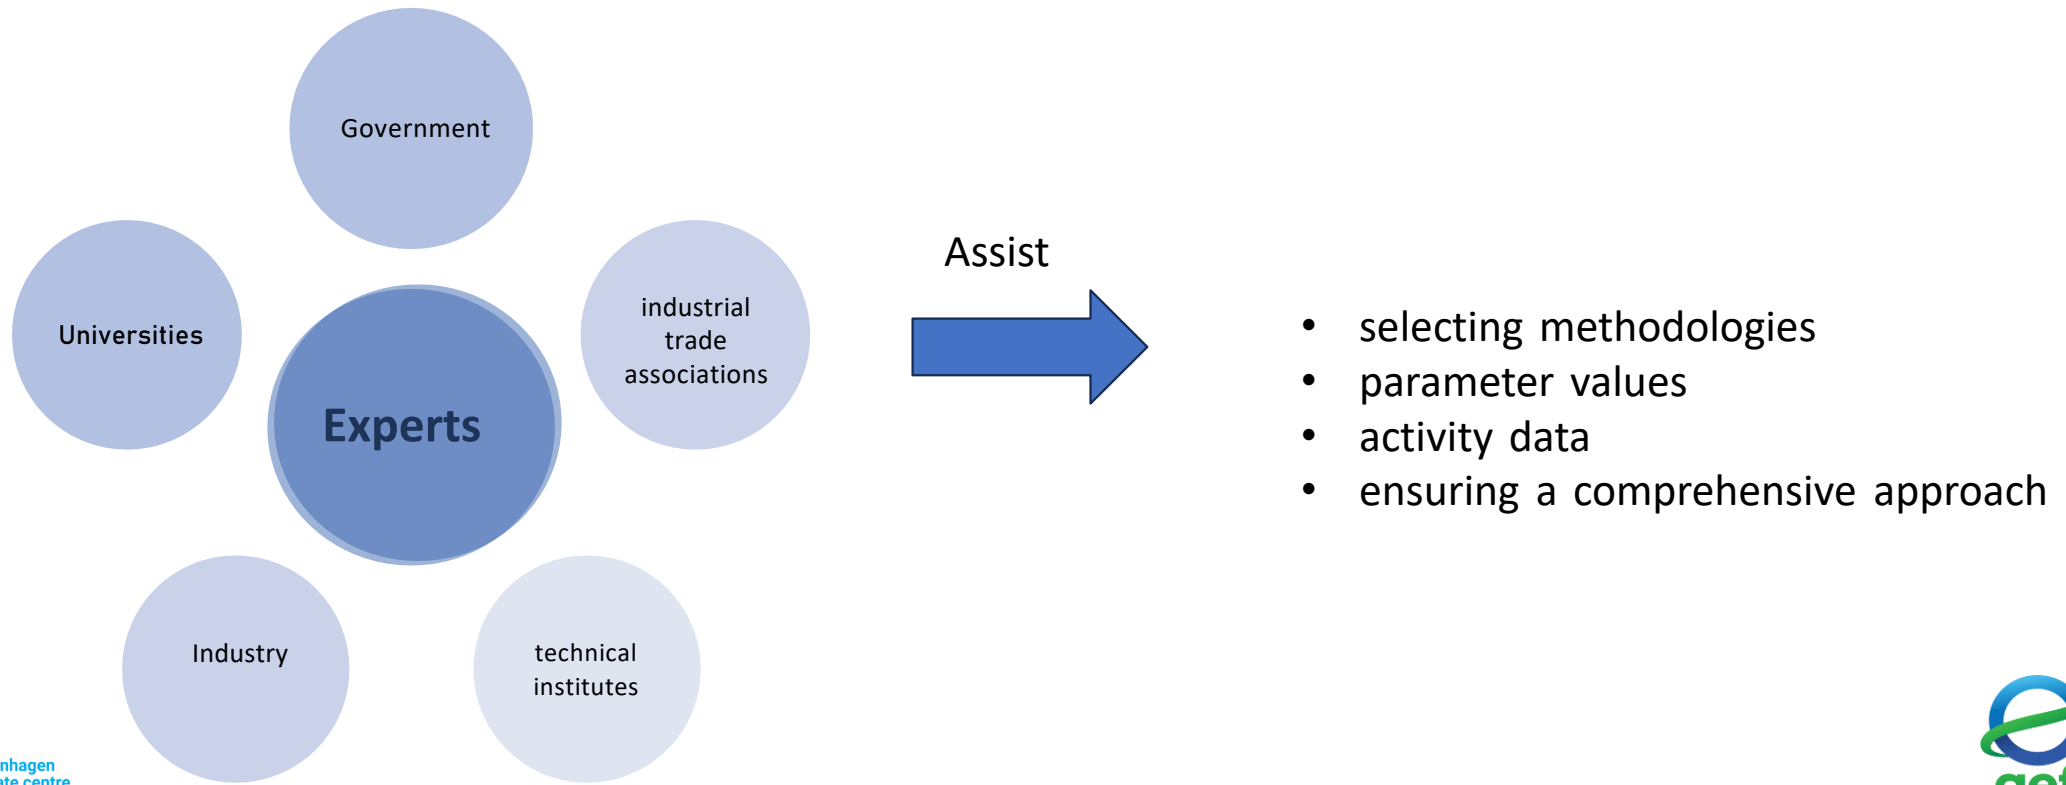 Government
Universities
industrial
trade
associations
Experts
Industry
technical
institutes
Assist
• selecting methodologies
• parameter values
• activity data
• ensuring a comprehensive approach
centre